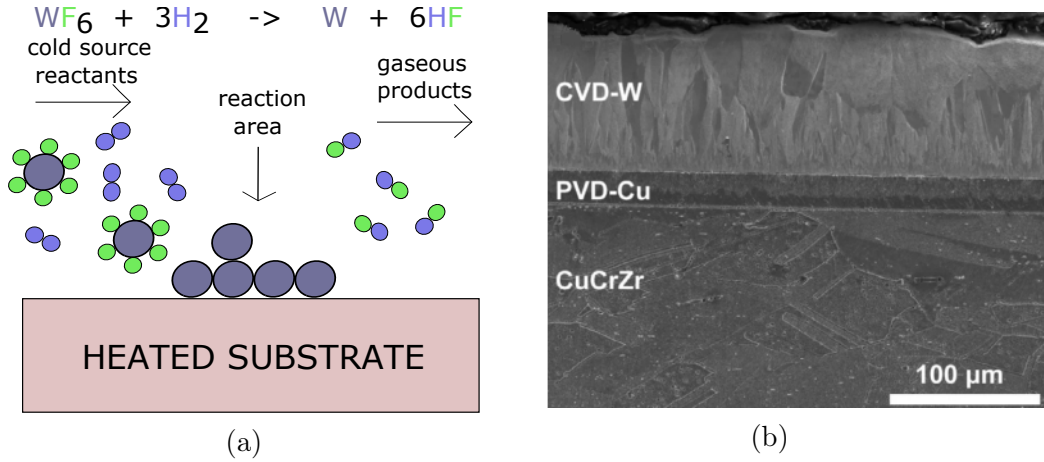 WF6 + 3H2 -> W + 6HF
cold source
reactants
gaseous
products
reaction
area
HEATED SUBSTRATE
(a)
CVD-W
PVD-Cu
CuCrZr
100 µm
(b)